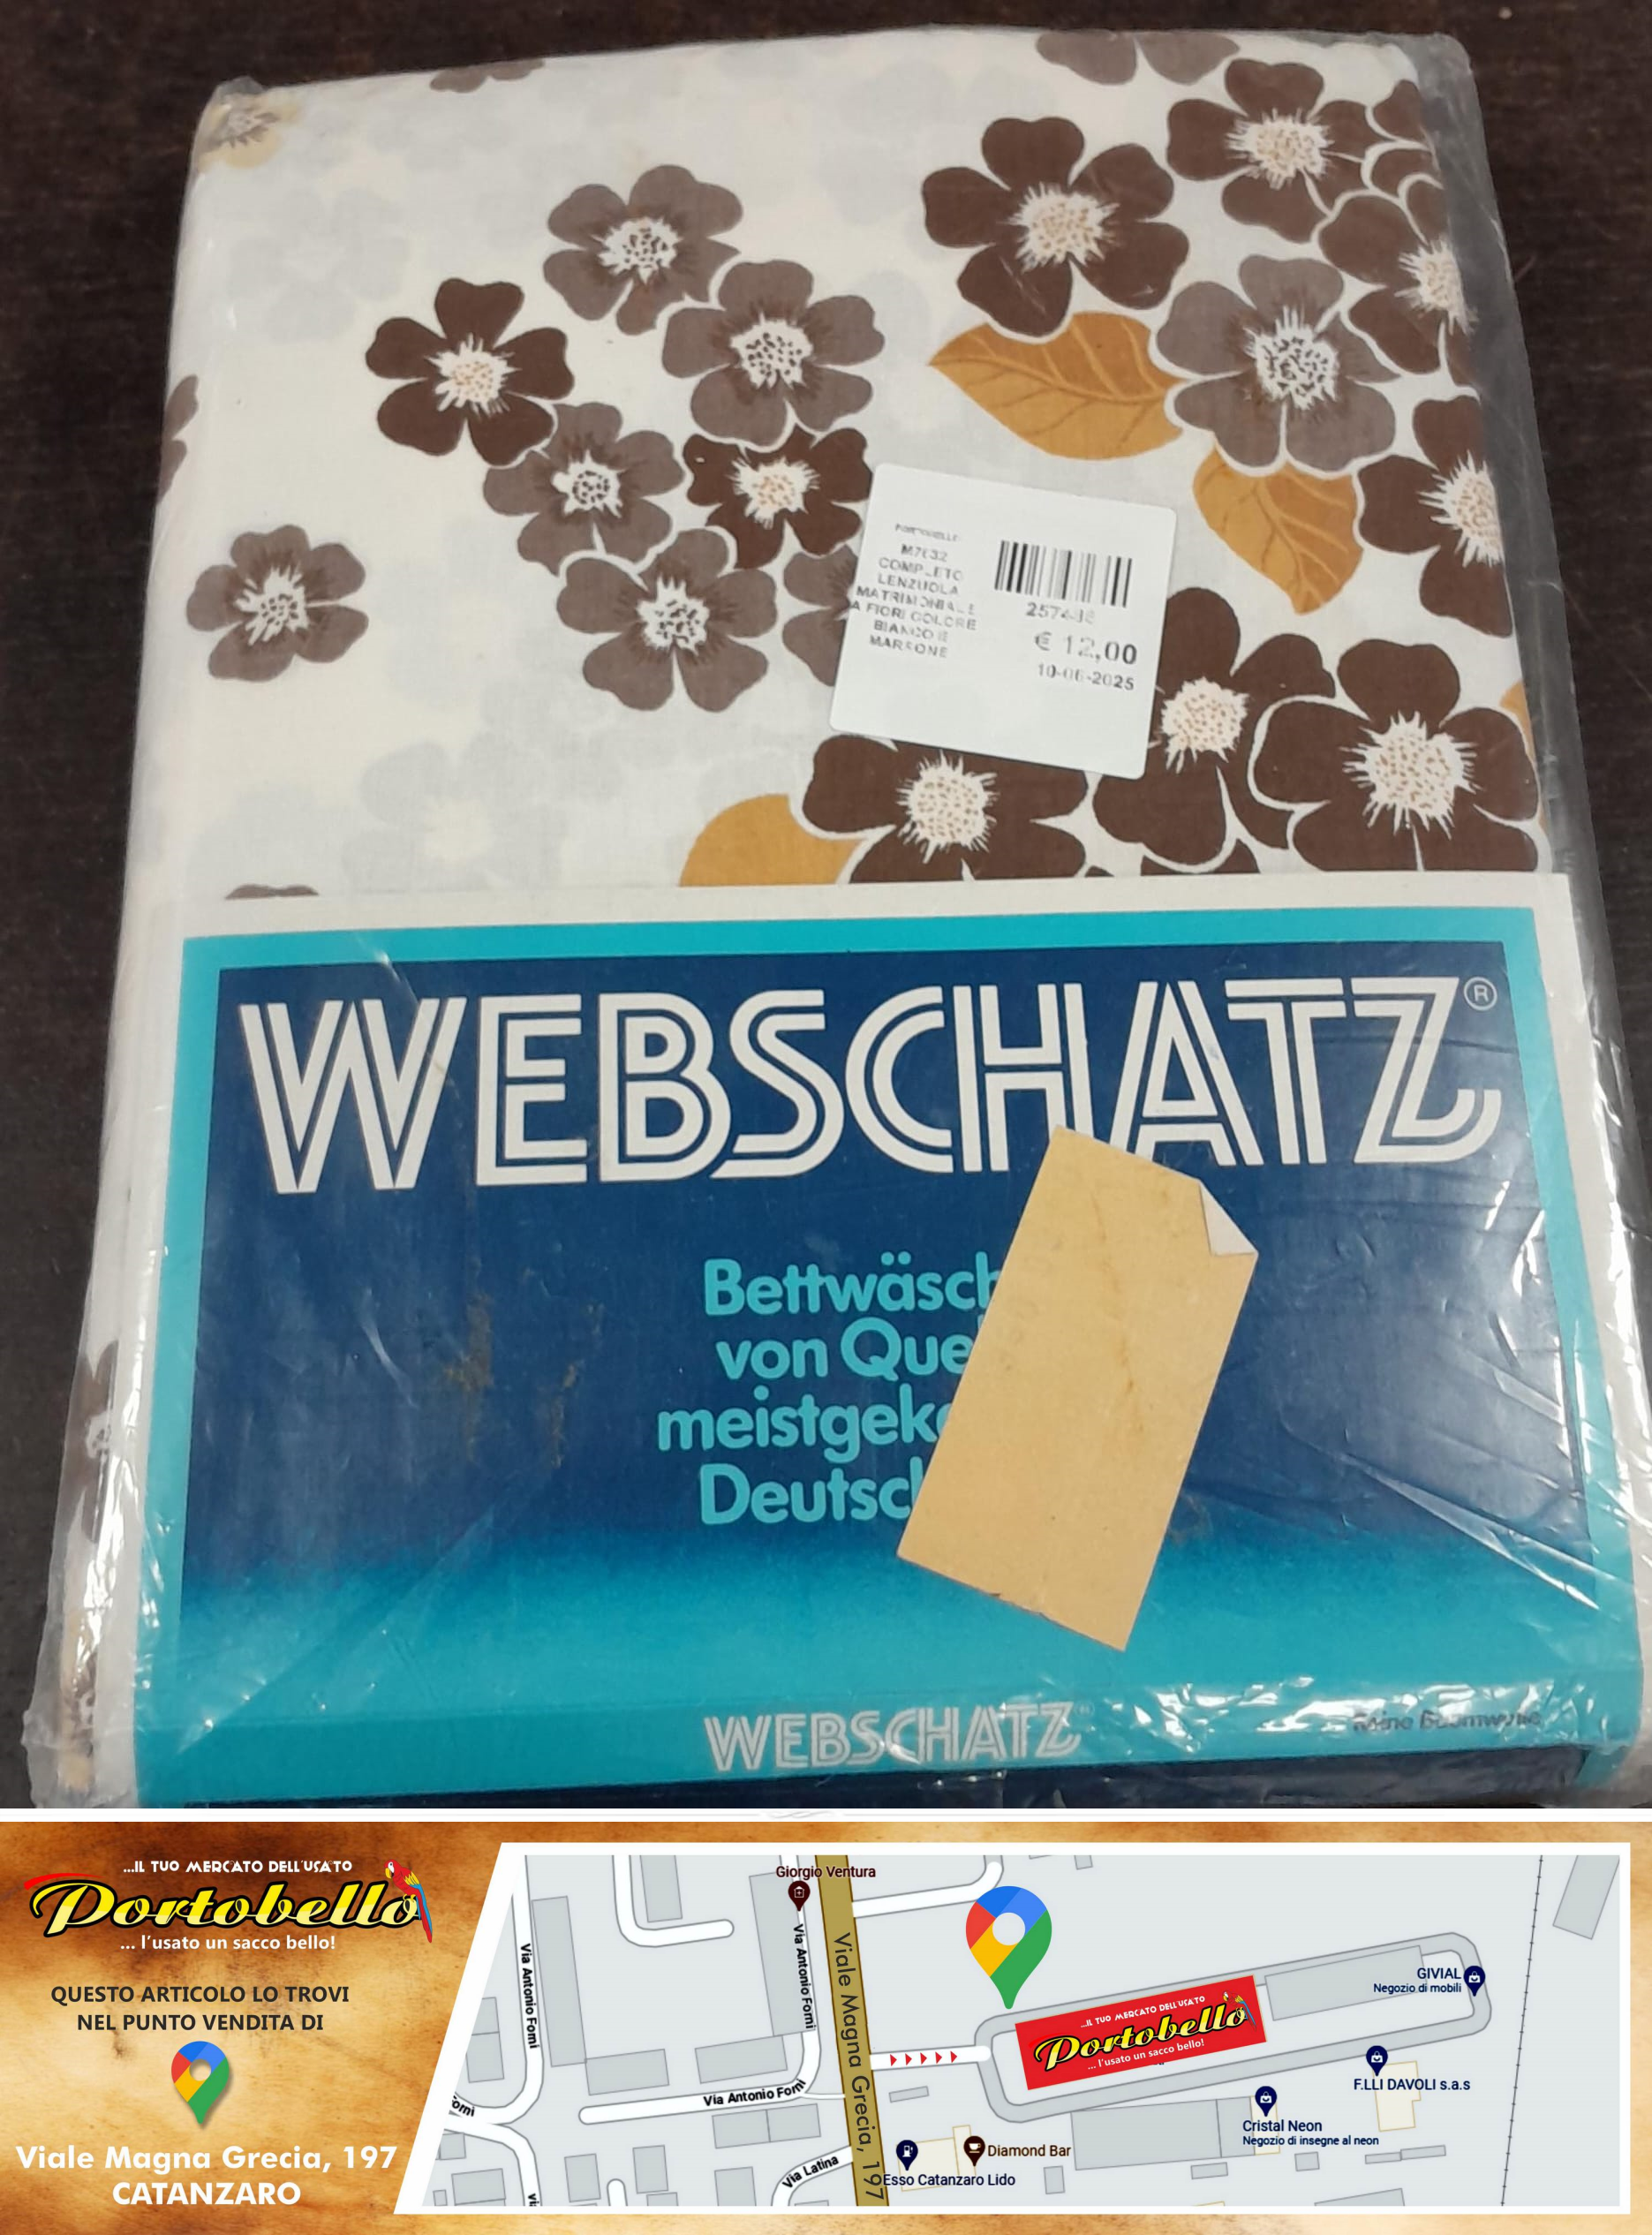 PORTOBELLO
M7632
COMPLETO
LENZUOLA
MATRIMONIALE
A FIORI COLORE
BIANCO E
MARRONE
€ 12,00
10-06-2025
WEBSCHATZ®
Bettwäsch
von Que
meistgek
Deutsch
WEBSCHATZ
Reine Baumwolle
...IL TUO MERCATO DELL'USATO
Portobello
... l'usato un sacco bello!
QUESTO ARTICOLO LO TROVI
NEL PUNTO VENDITA DI
Viale Magna Grecia, 197
CATANZARO
Giorgio Ventura
Via Antonio Forni
Via Antonio Forni
Viale Magna Grecia, 197
GIVIAL
Negozio di mobili
...IL TUO MERCATO DELL'USATO
Portobello
... l'usato un sacco bello!
F.LLI DAVOLI s.a.s
Via Antonio Forni
orni
Cristal Neon
Negozio di insegne al neon
Diamond Bar
Via Latina
Esso Catanzaro Lido